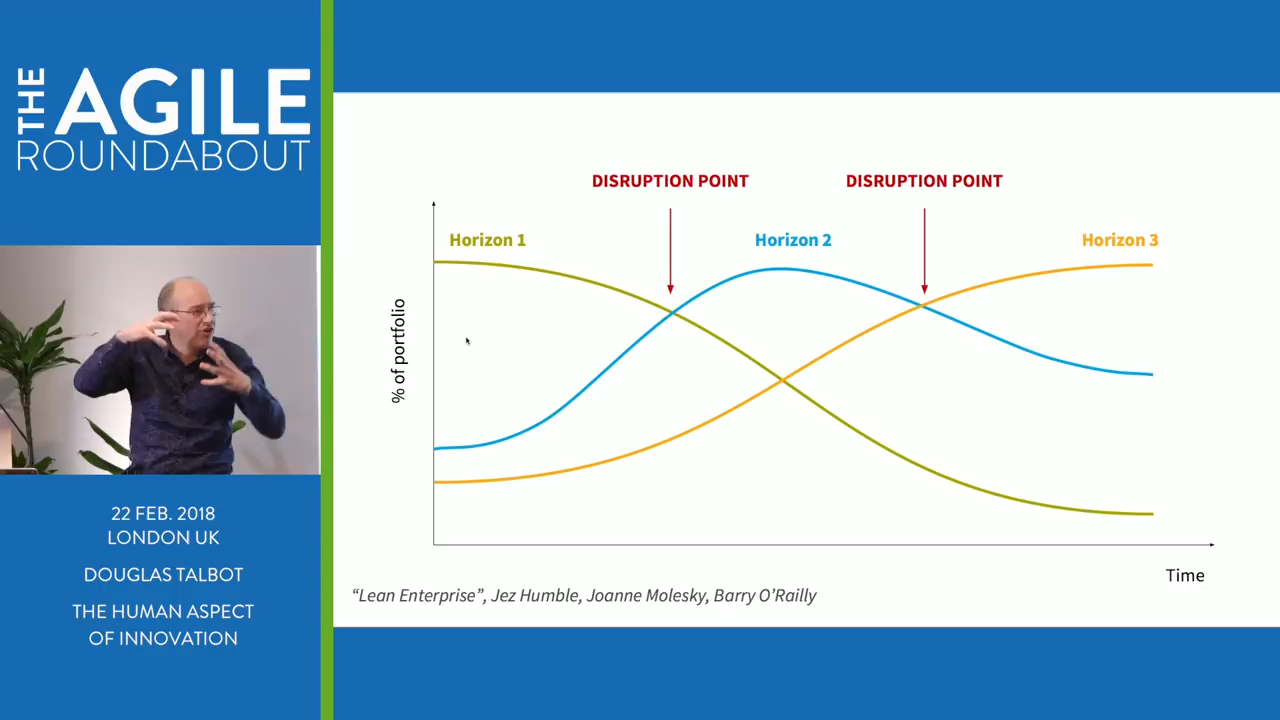 THE AGILE
ROUNDABOUT
22 FEB. 2018
LONDON UK
DOUGLAS TALBOT
THE HUMAN ASPECT
OF INNOVATION
DISRUPTION POINT
DISRUPTION POINT
Horizon 1
Horizon 2
Horizon 3
% of portfolio
Time
“Lean Enterprise”, Jez Humble, Joanne Molesky, Barry O’Railly